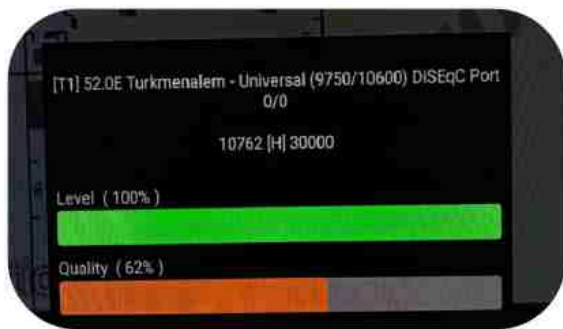 [T1] 52.0E Turkmenalem - Universal (9750/10600) DiSEqC Port
0/0
10762 [H] 30000
Level ( 100% )
Quality ( 62% )